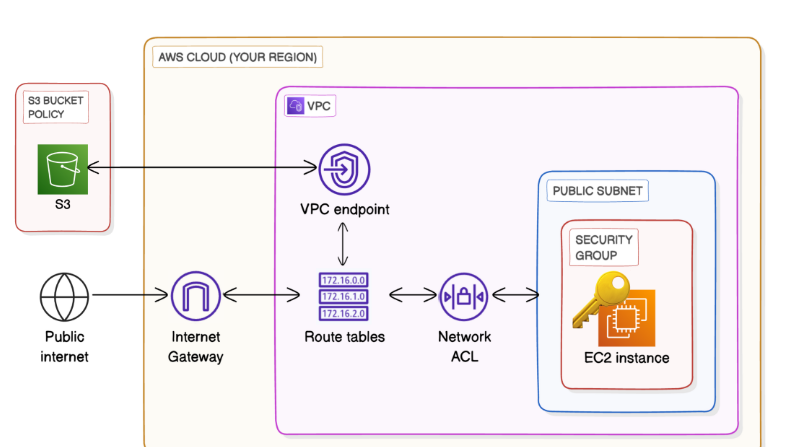 AWS CLOUD (YOUR REGION)
S3 BUCKET
POLICY
VPC
S3
VPC endpoint
PUBLIC SUBNET
SECURITY
GROUP
172.16.0.0
172.16.1.0
172.16.2.0
Public
internet
Internet
Gateway
Route tables
Network
ACL
EC2 instance